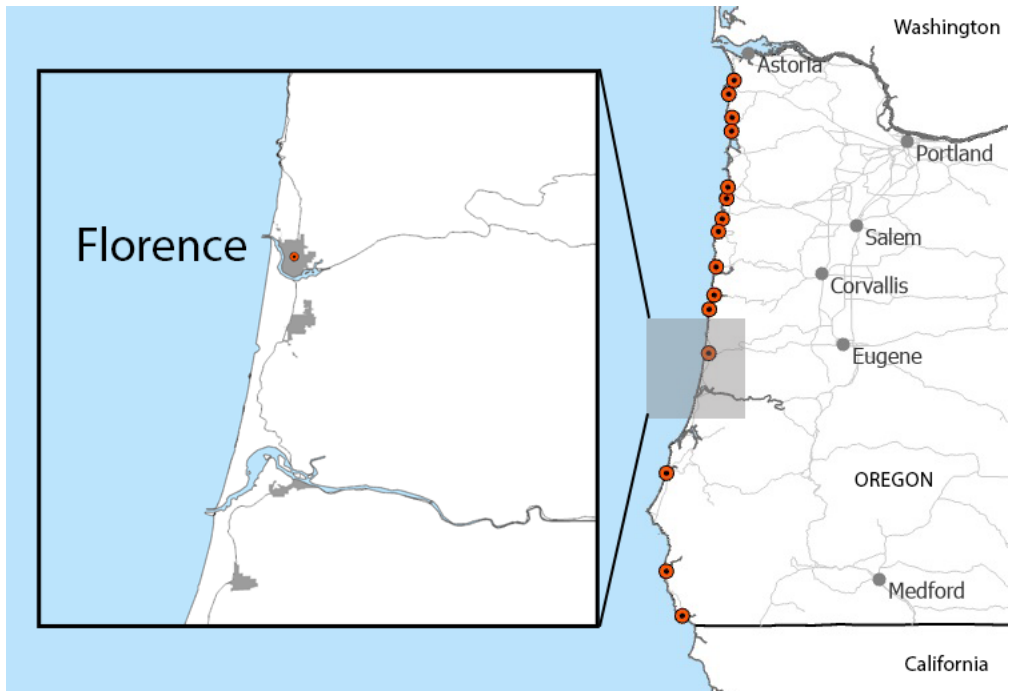 Washington
Astoria
Portland
Florence
Salem
Corvallis
Eugene
OREGON
Medford
California